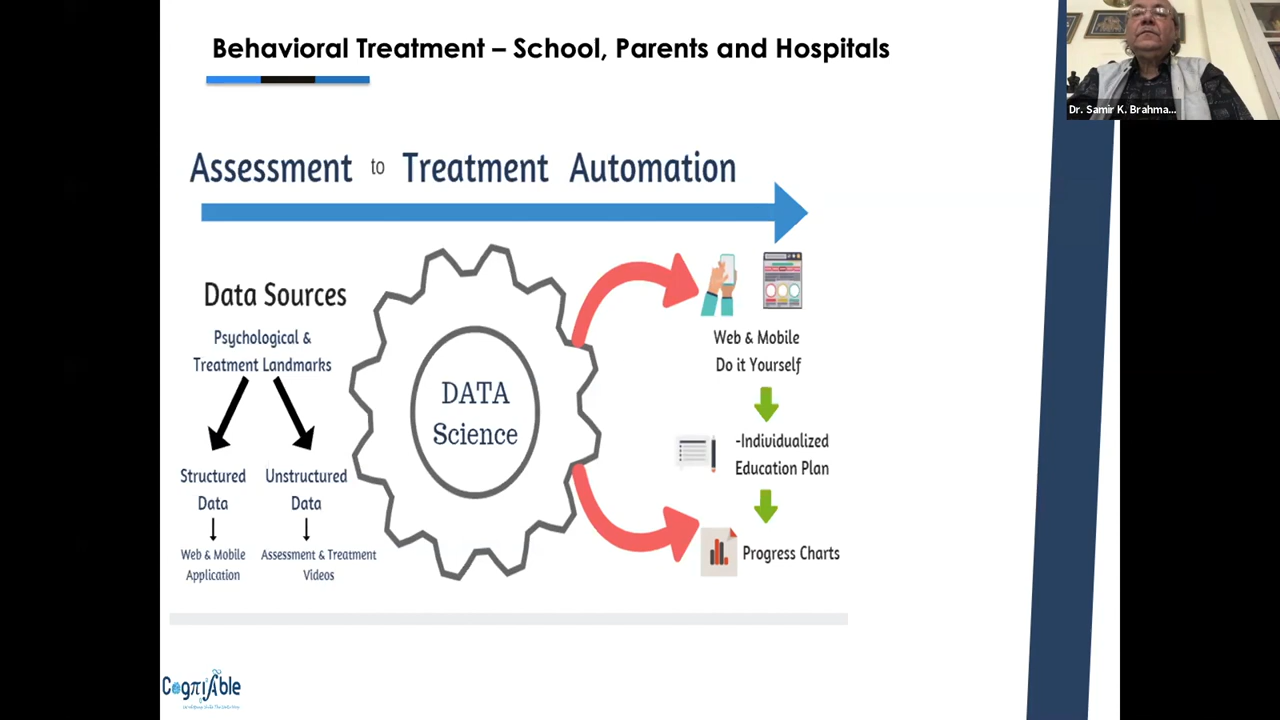 Behavioral Treatment – School, Parents and Hospitals
Dr. Samir K. Brahma...
Assessment to Treatment Automation
Data Sources
Psychological &
Treatment Landmarks
Structured
Data
Web & Mobile
Application
Unstructured
Data
Assessment & Treatment
Videos
DATA
Science
Web & Mobile
Do it Yourself
-Individualized
Education Plan
Progress Charts
CogniAble